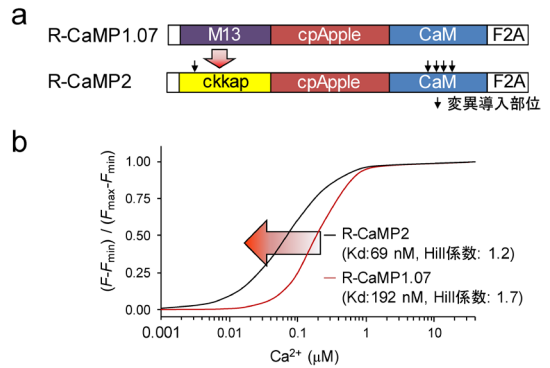 a
R-CaMP1.07
M13
cpApple
CaM
F2A
R-CaMP2
ckkap
cpApple
CaM
F2A
変異導入部位
b
(F-Fmin) / (Fmax-Fmin)
1.00
0.75
0.50
0.25
0.00
R-CaMP2
(Kd:69 nM, Hill係数: 1.2)
R-CaMP1.07
(Kd:192 nM, Hill係数: 1.7)
0.001
0.01
0.1
1
10
Ca²⁺ (μM)